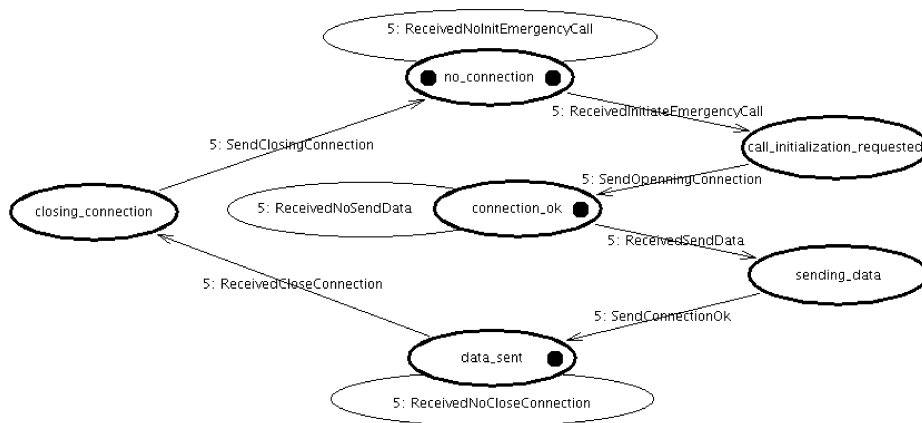 5: ReceivedNoInitEmergencyCall
no_connection
5: ReceivedInitiateEmergencyCall
5: SendClosingConnection
call_initialization_requested
5: SendOpenningConnection
closing_connection
5: ReceivedNoSendData
connection_ok
5: ReceivedSendData
sending_data
5: ReceivedCloseConnection
5: SendConnectionOk
data_sent
5: ReceivedNoCloseConnection